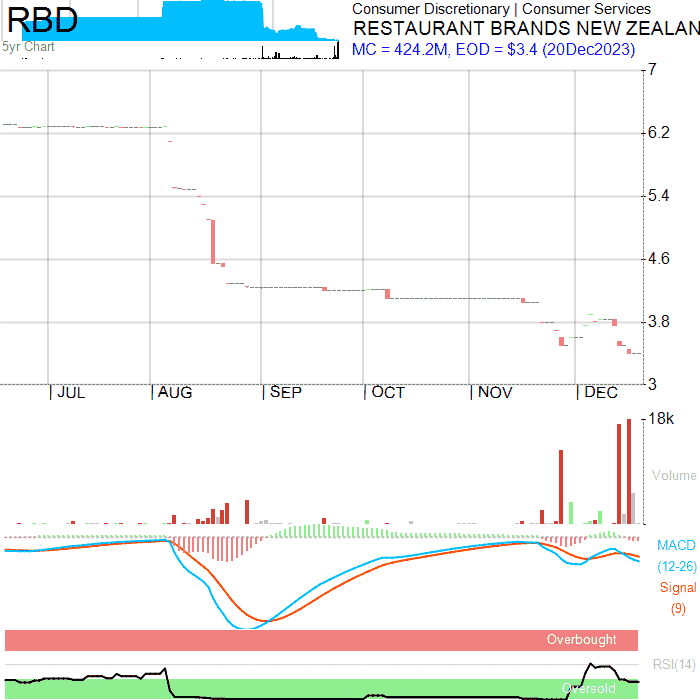 RBD
5yr Chart
Consumer Discretionary | Consumer Services
RESTAURANT BRANDS NEW ZEALAN
MC = 424.2M, EOD = $3.4 (20Dec2023)
7
6.2
5.4
4.6
3.8
3
JUL AUG SEP OCT NOV DEC
18k
Volume
MACD
(12-26)
Signal
(9)
Overbought
RSI(14)
Oversold